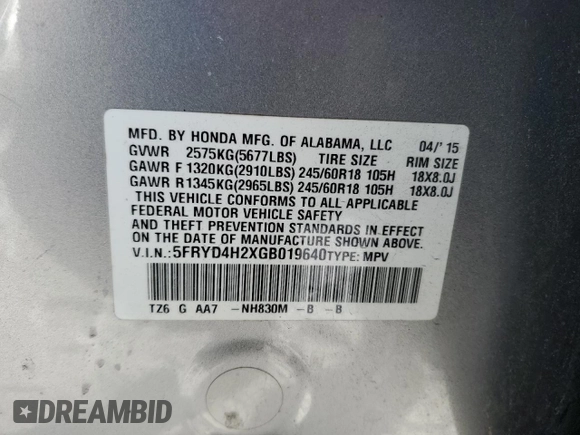 MFD. BY HONDA MFG. OF ALABAMA, LLC 04/'15
GVWR 2575KG(5677LBS) TIRE SIZE RIM SIZE
GAWR F 1320KG(2910LBS) 245/60R18 105H 18X8.0J
GAWR R 1345KG(2965LBS) 245/60R18 105H 18X8.0J
THIS VEHICLE CONFORMS TO ALL APPLICABLE
FEDERAL MOTOR VEHICLE SAFETY
AND THEFT PREVENTION STANDARDS IN EFFECT
ON THE DATE OF MANUFACTURE SHOWN ABOVE.
V.I.N.:5FRYD4H2XGB019640TYPE: MPV
TZ6 G AA7 -NH830M -B -B
DREAMBID